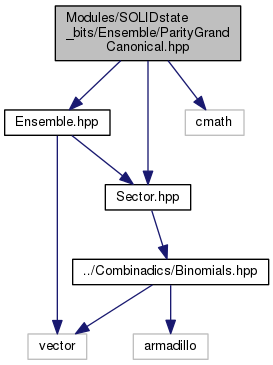 Modules/SOLIDstate
_bits/Ensemble/ParityGrand
Canonical.hpp
Ensemble.hpp
cmath
Sector.hpp
../Combinadics/Binomials.hpp
vector
armadillo